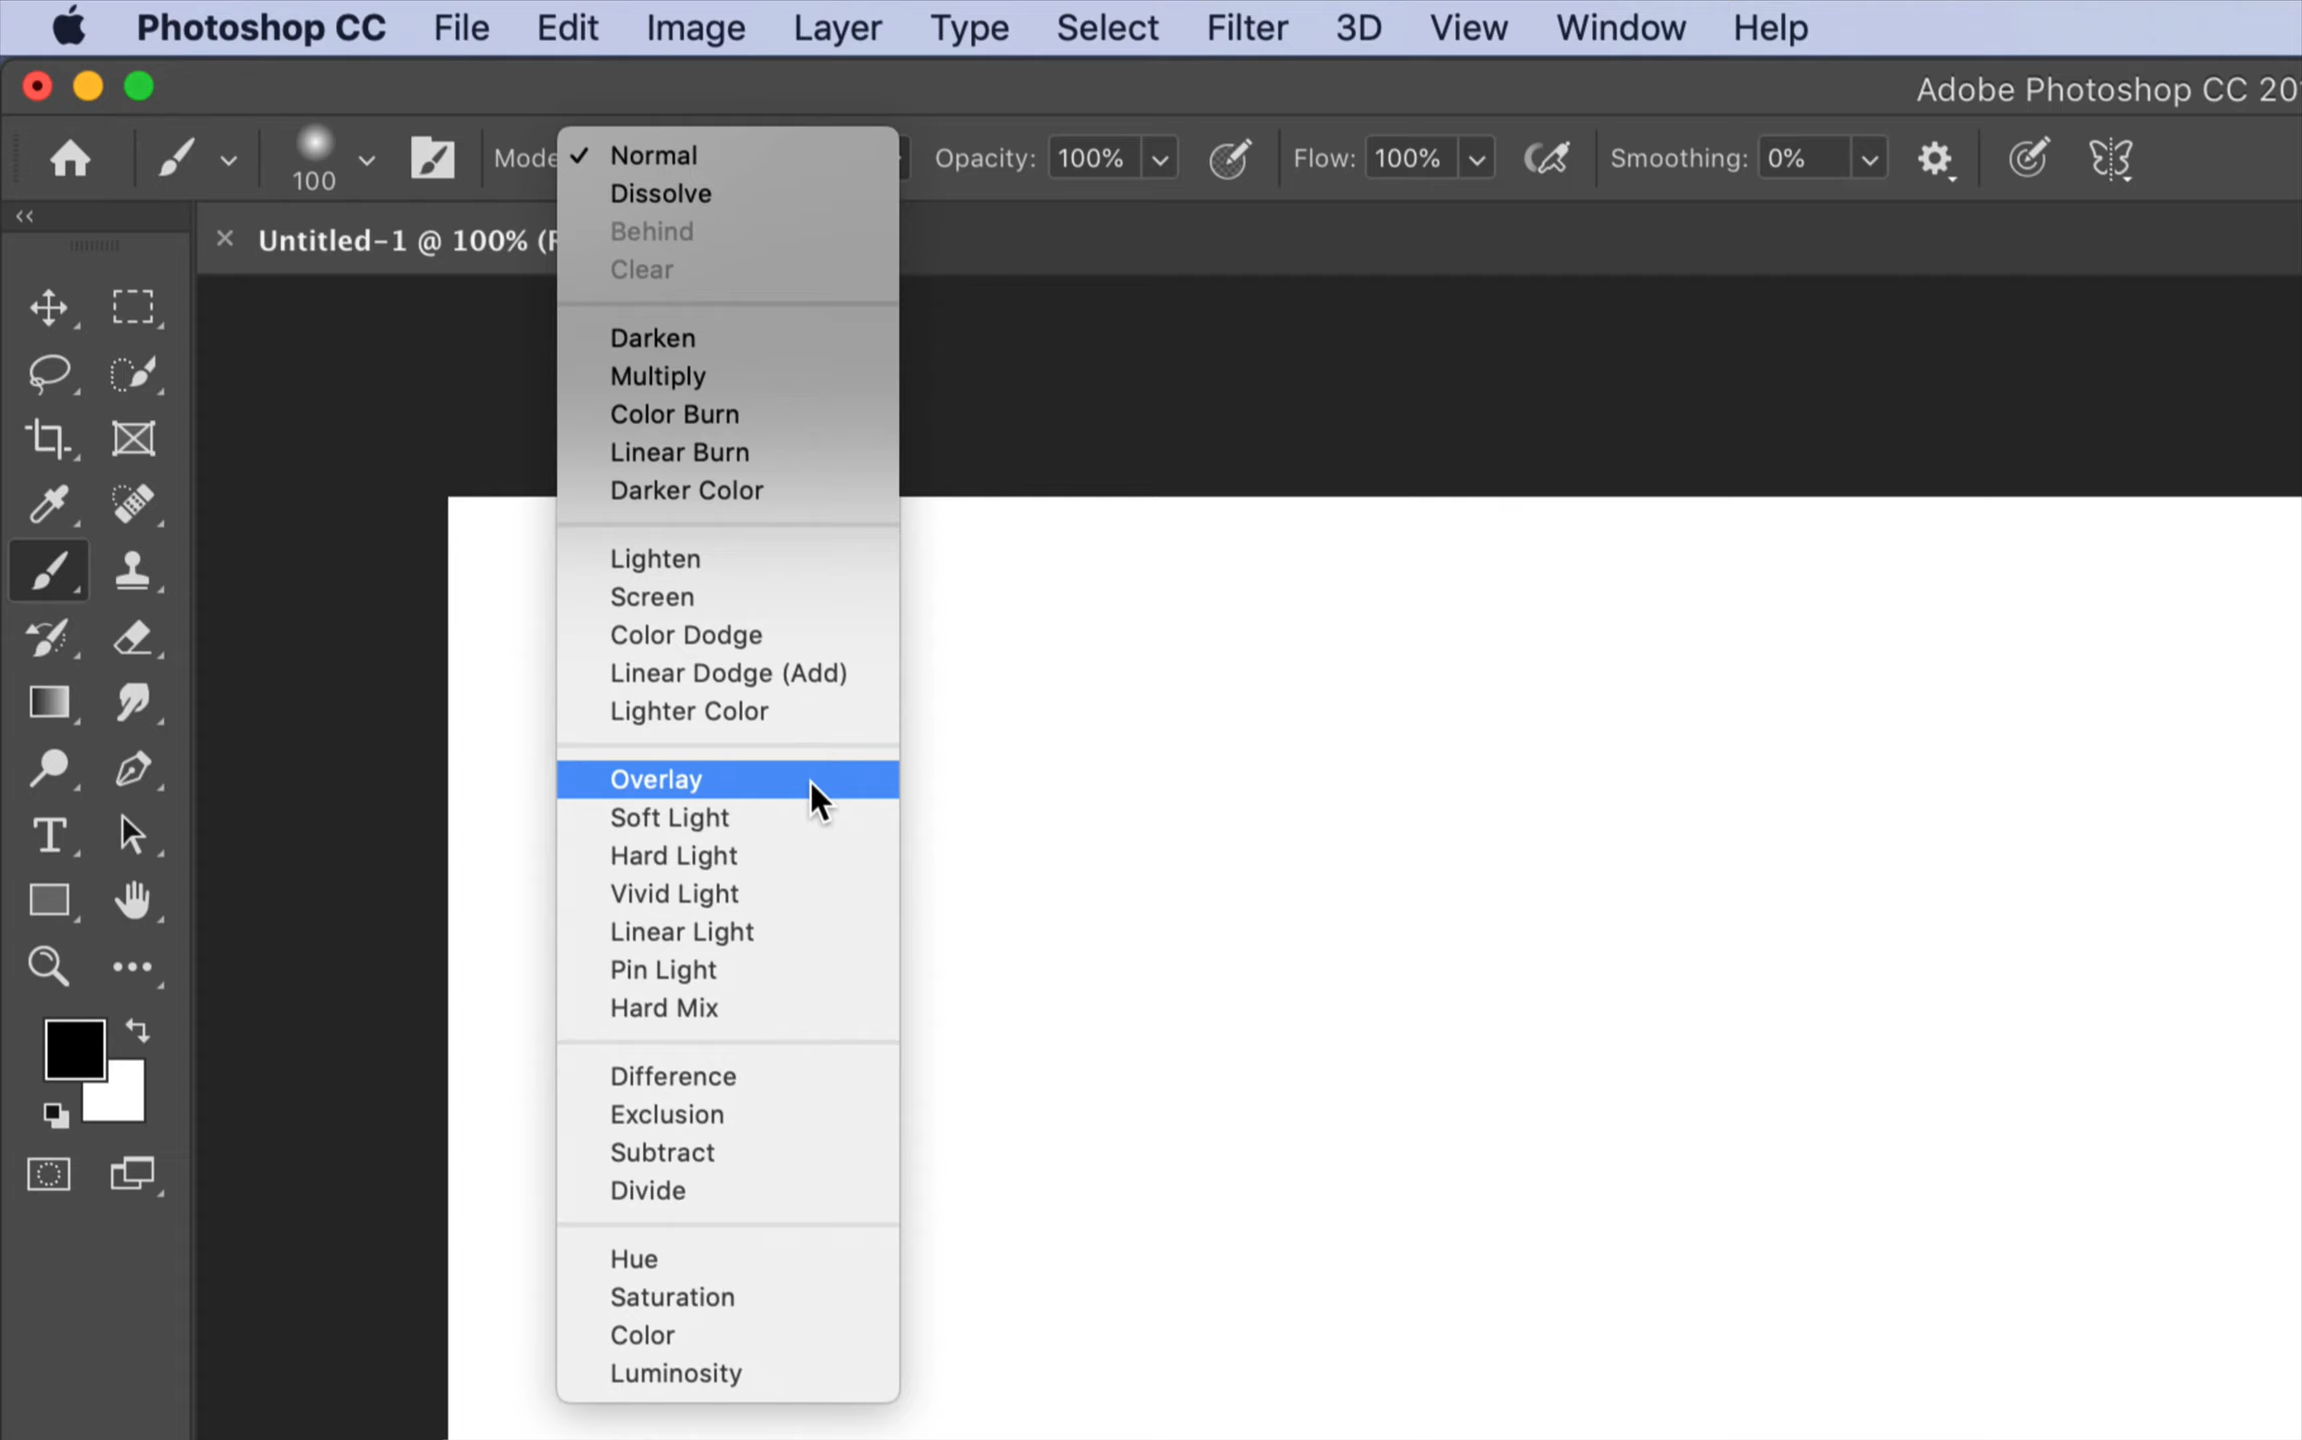 Photoshop CC File Edit Image Layer Type Select Filter 3D View Window Help
Adobe Photoshop CC 20
100 Mode Opacity: 100% Flow: 100% Smoothing: 0%
Untitled-1 @ 100% (R
Normal
Dissolve
Behind
Clear
Darken
Multiply
Color Burn
Linear Burn
Darker Color
Lighten
Screen
Color Dodge
Linear Dodge (Add)
Lighter Color
Overlay
Soft Light
Hard Light
Vivid Light
Linear Light
Pin Light
Hard Mix
Difference
Exclusion
Subtract
Divide
Hue
Saturation
Color
Luminosity